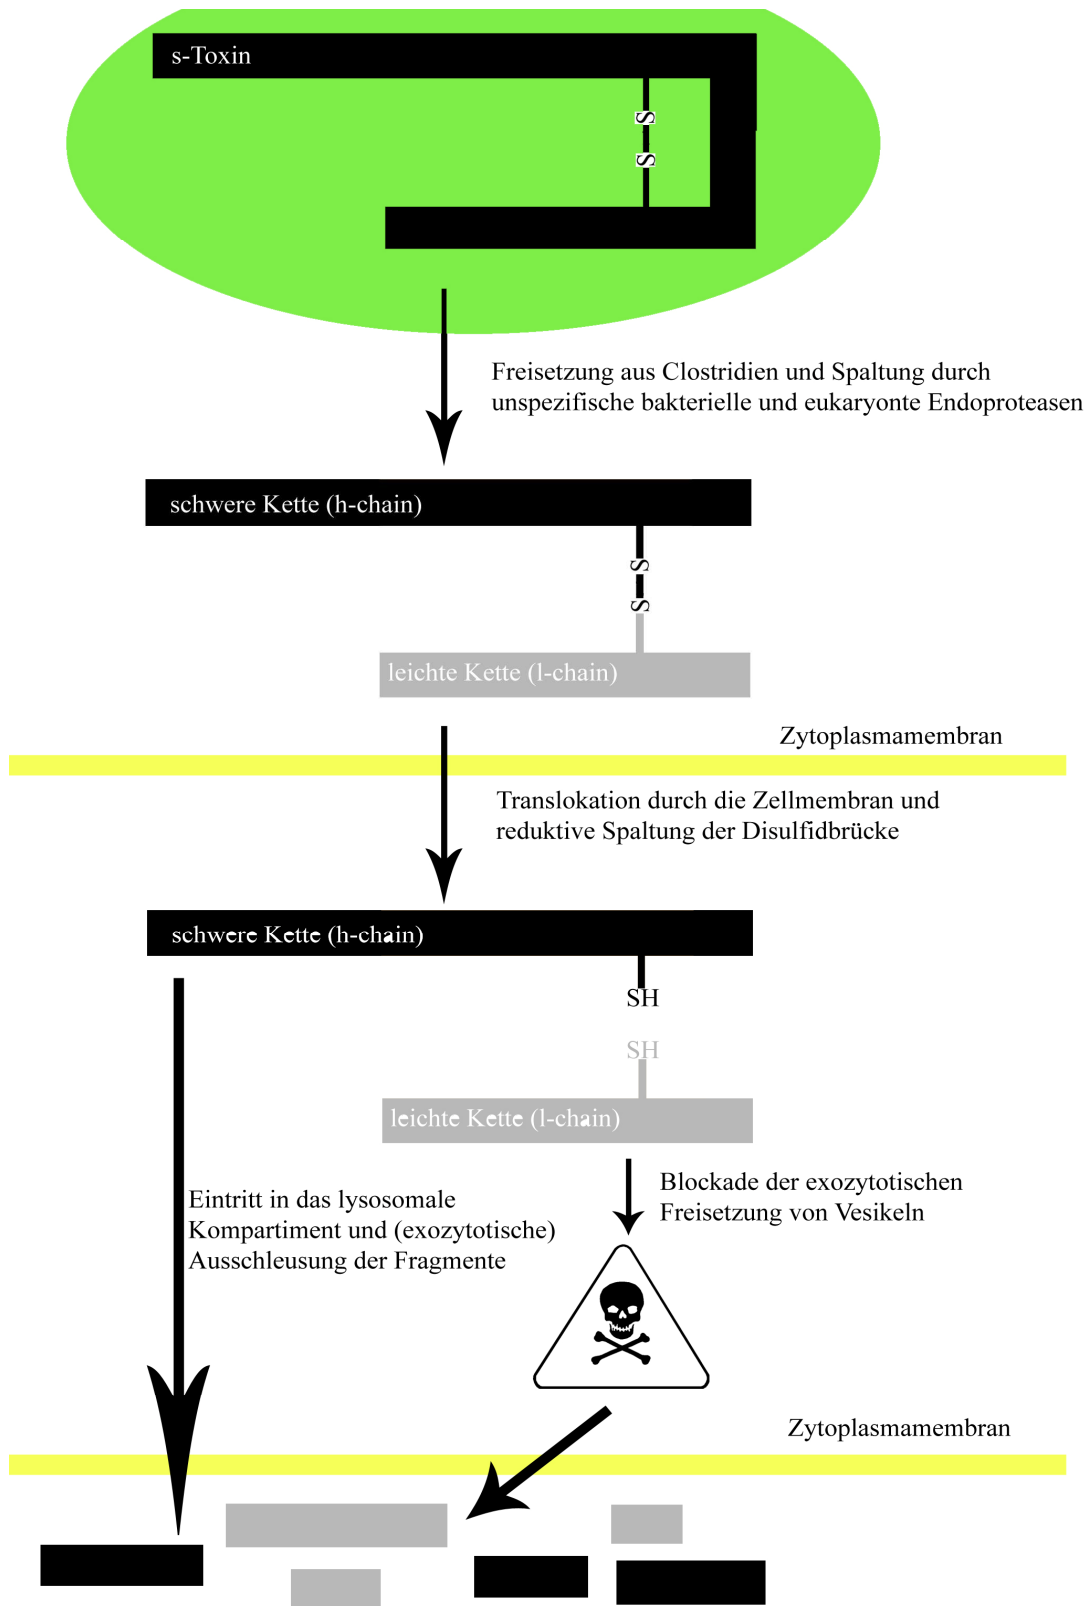 s-Toxin
S
S
Freisetzung aus Clostridien und Spaltung durch
unspezifische bakterielle und eukaryonte Endoproteasen
schwere Kette (h-chain)
S
S
leichte Kette (l-chain)
Zytoplasmamembran
Translokation durch die Zellmembran und
reduktive Spaltung der Disulfidbrücke
schwere Kette (h-chain)
SH
SH
leichte Kette (l-chain)
Blockade der exozytotischen
Freisetzung von Vesikeln
Eintritt in das lysosomale
Kompartiment und (exozytotische)
Ausschleusung der Fragmente
Zytoplasmamembran